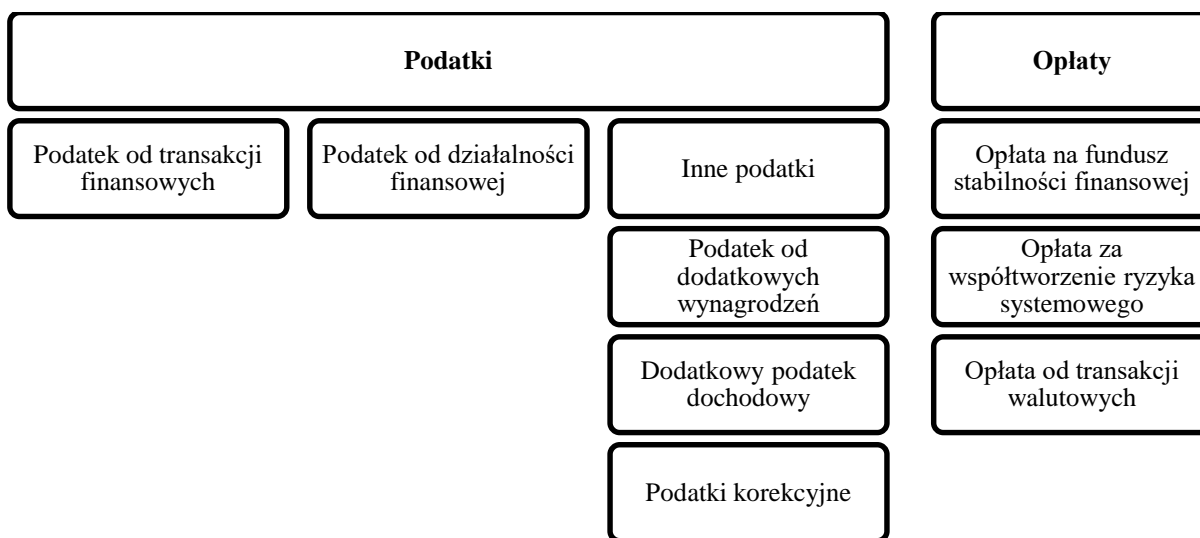 Podatki
Opłaty
Podatek od transakcji
finansowych
Podatek od działalności
finansowej
Inne podatki
Opłata na fundusz
stabilności finansowej
Podatek od
dodatkowych
wynagrodzeń
Opłata za
współtworzenie ryzyka
systemowego
Dodatkowy podatek
dochodowy
Opłata od transakcji
walutowych
Podatki korekcyjne